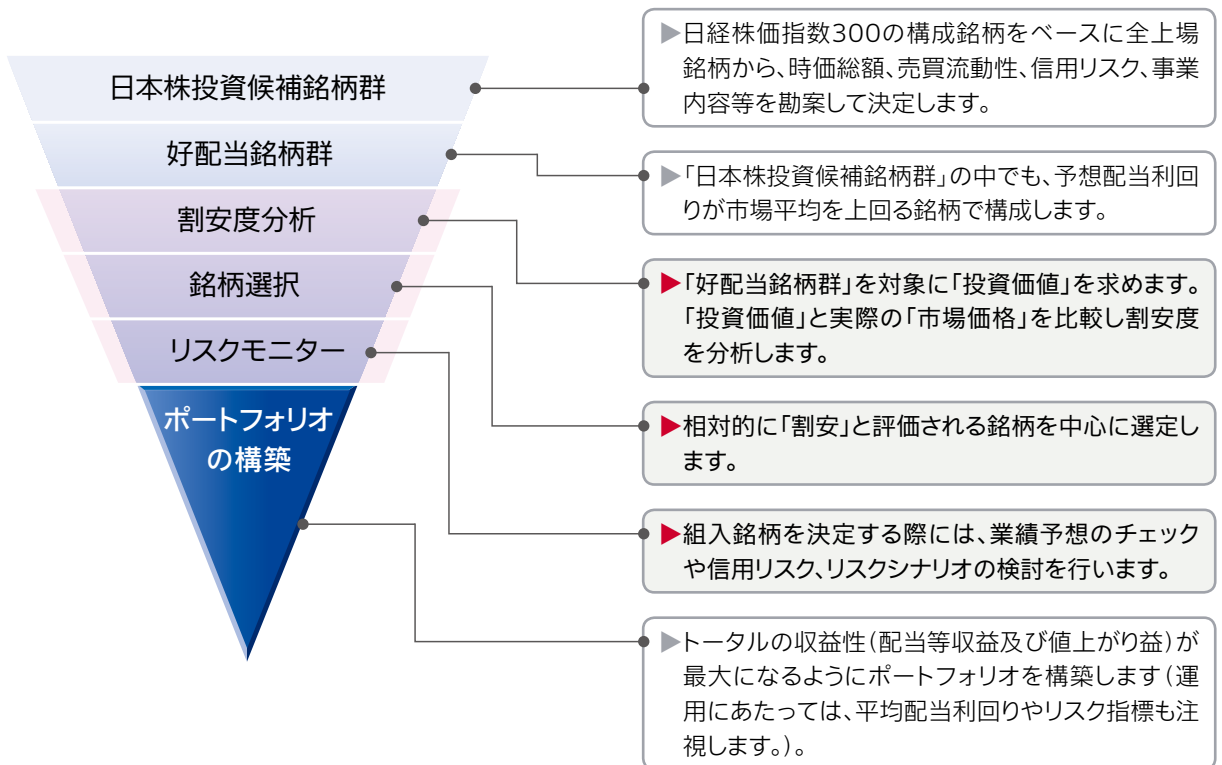 日本株投資候補銘柄群
▶日経株価指数300の構成銘柄をベースに全上場
銘柄から、時価総額、売買流動性、信用リスク、事業
内容等を勘案して決定します。
好配当銘柄群
▶「日本株投資候補銘柄群」の中でも、予想配当利回
りが市場平均を上回る銘柄で構成します。
割安度分析
▶「好配当銘柄群」を対象に「投資価値」を求めます。
「投資価値」と実際の「市場価格」を比較し割安度
を分析します。
銘柄選択
▶相対的に「割安」と評価される銘柄を中心に選定し
ます。
リスクモニター
▶組入銘柄を決定する際には、業績予想のチェック
や信用リスク、リスクシナリオの検討を行います。
ポートフォリオ
の構築
▶トータルの収益性(配当等収益及び値上がり益)が
最大になるようにポートフォリオを構築します(運
用にあたっては、平均配当利回りやリスク指標も注
視します。)。